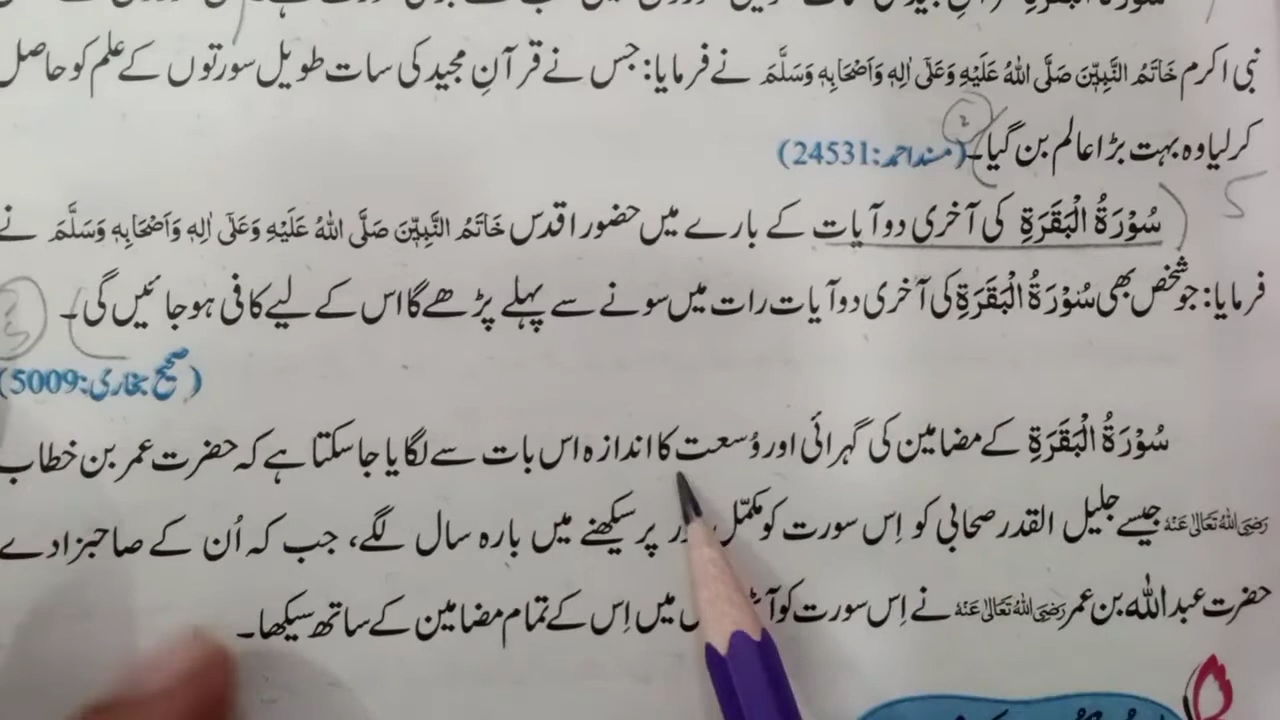 سُوْرَةُ الْبَقَرَةِ
نبی اکرم خَاتَمُ النَّبِیّٖنَ صَلَّی اللّٰهُ عَلَیْهِ وَعَلٰٓی اٰلِهٖ وَاَصْحَابِهٖ وَسَلَّمَ نے فرمایا: جس نے قرآنِ مجید کی سات طویل سورتوں کے علم کو حاصل
کرلیا وہ بہت بڑا عالم بن گیا۔ (مسند احمد: 24531)
سُوْرَةُ الْبَقَرَةِ کی آخری دو آیات کے بارے میں حضور اقدس خَاتَمُ النَّبِیّٖنَ صَلَّی اللّٰهُ عَلَیْهِ وَعَلٰٓی اٰلِهٖ وَاَصْحَابِهٖ وَسَلَّمَ نے
فرمایا: جو شخص بھی سُوْرَةُ الْبَقَرَةِ کی آخری دو آیات رات میں سونے سے پہلے پڑھے گا اس کے لیے کافی ہو جائیں گی۔
(صحیح بخاری: 5009)
سُوْرَةُ الْبَقَرَةِ کے مضامین کی گہرائی اور وُسعت کا اندازہ اس بات سے لگایا جا سکتا ہے کہ حضرت عمر بن خطاب
رَضِیَ اللّٰهُ تَعَالٰی عَنْهُ جیسے جلیل القدر صحابی کو اِس سورت کو مکمّل پر سیکھنے میں بارہ سال لگے، جب کہ اُن کے صاحبزادے
حضرت عبداللّٰہ بن عمر رَضِیَ اللّٰهُ تَعَالٰی عَنْهُ نے اِس سورت کو میں اِس کے تمام مضامین کے ساتھ سیکھا۔